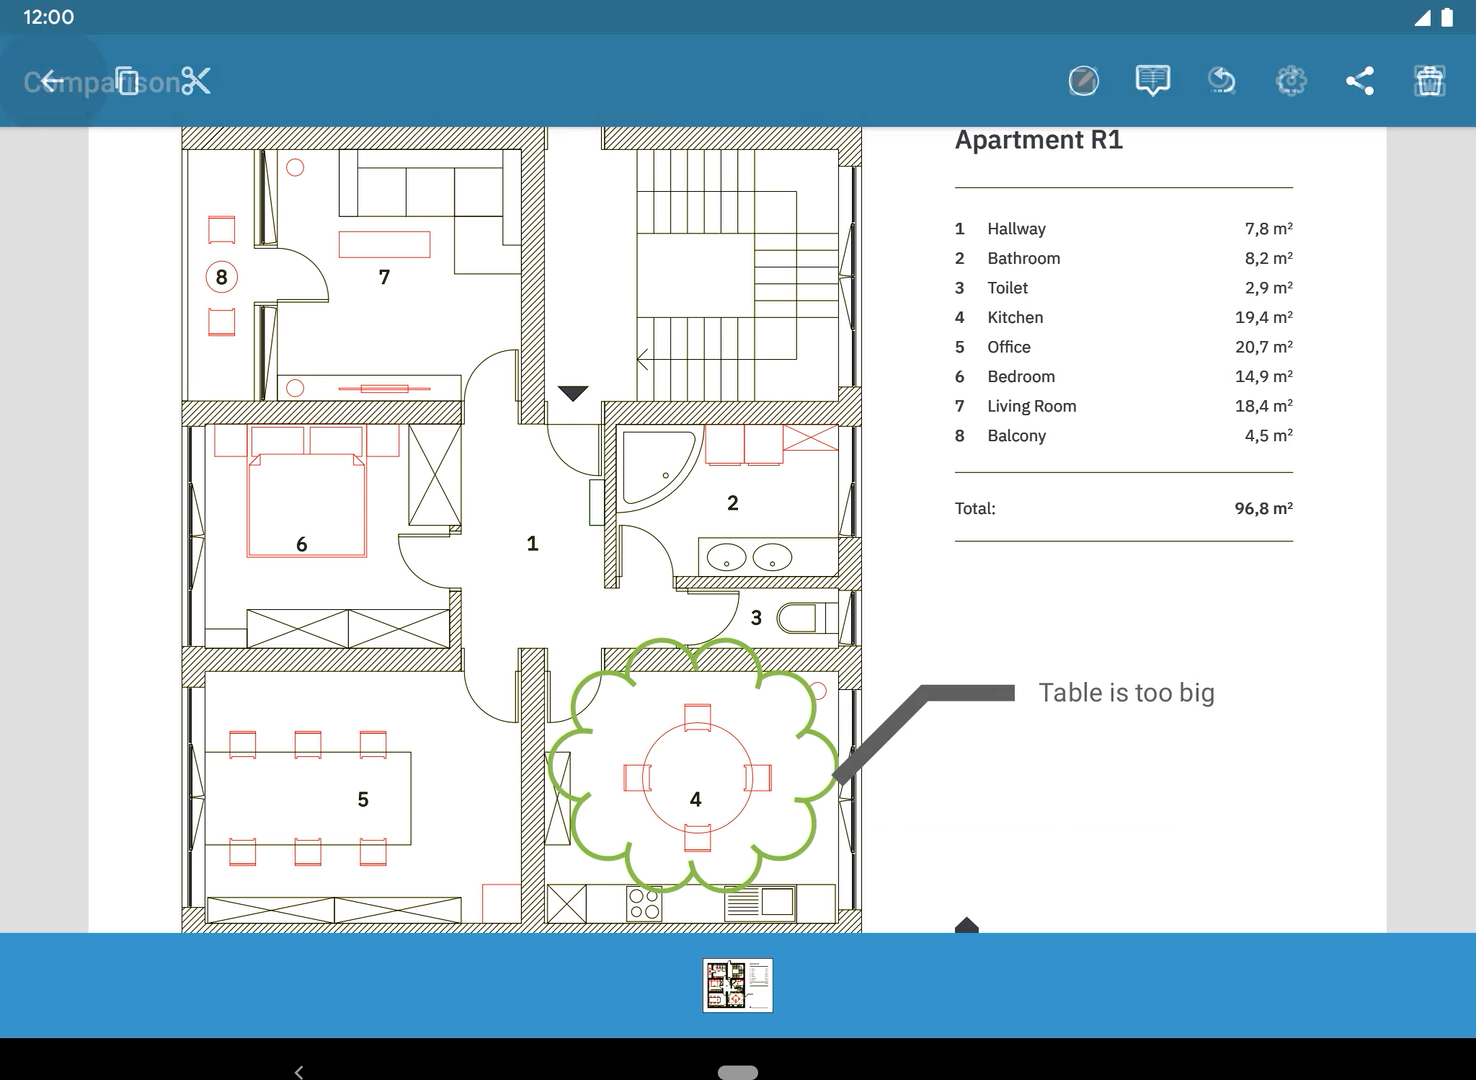 12:00
Comparison
Apartment R1
1 Hallway 7,8 m²
2 Bathroom 8,2 m²
3 Toilet 2,9 m²
4 Kitchen 19,4 m²
5 Office 20,7 m²
6 Bedroom 14,9 m²
7 Living Room 18,4 m²
8 Balcony 4,5 m²
Total: 96,8 m²
8
7
2
6
1
3
Table is too big
5
4